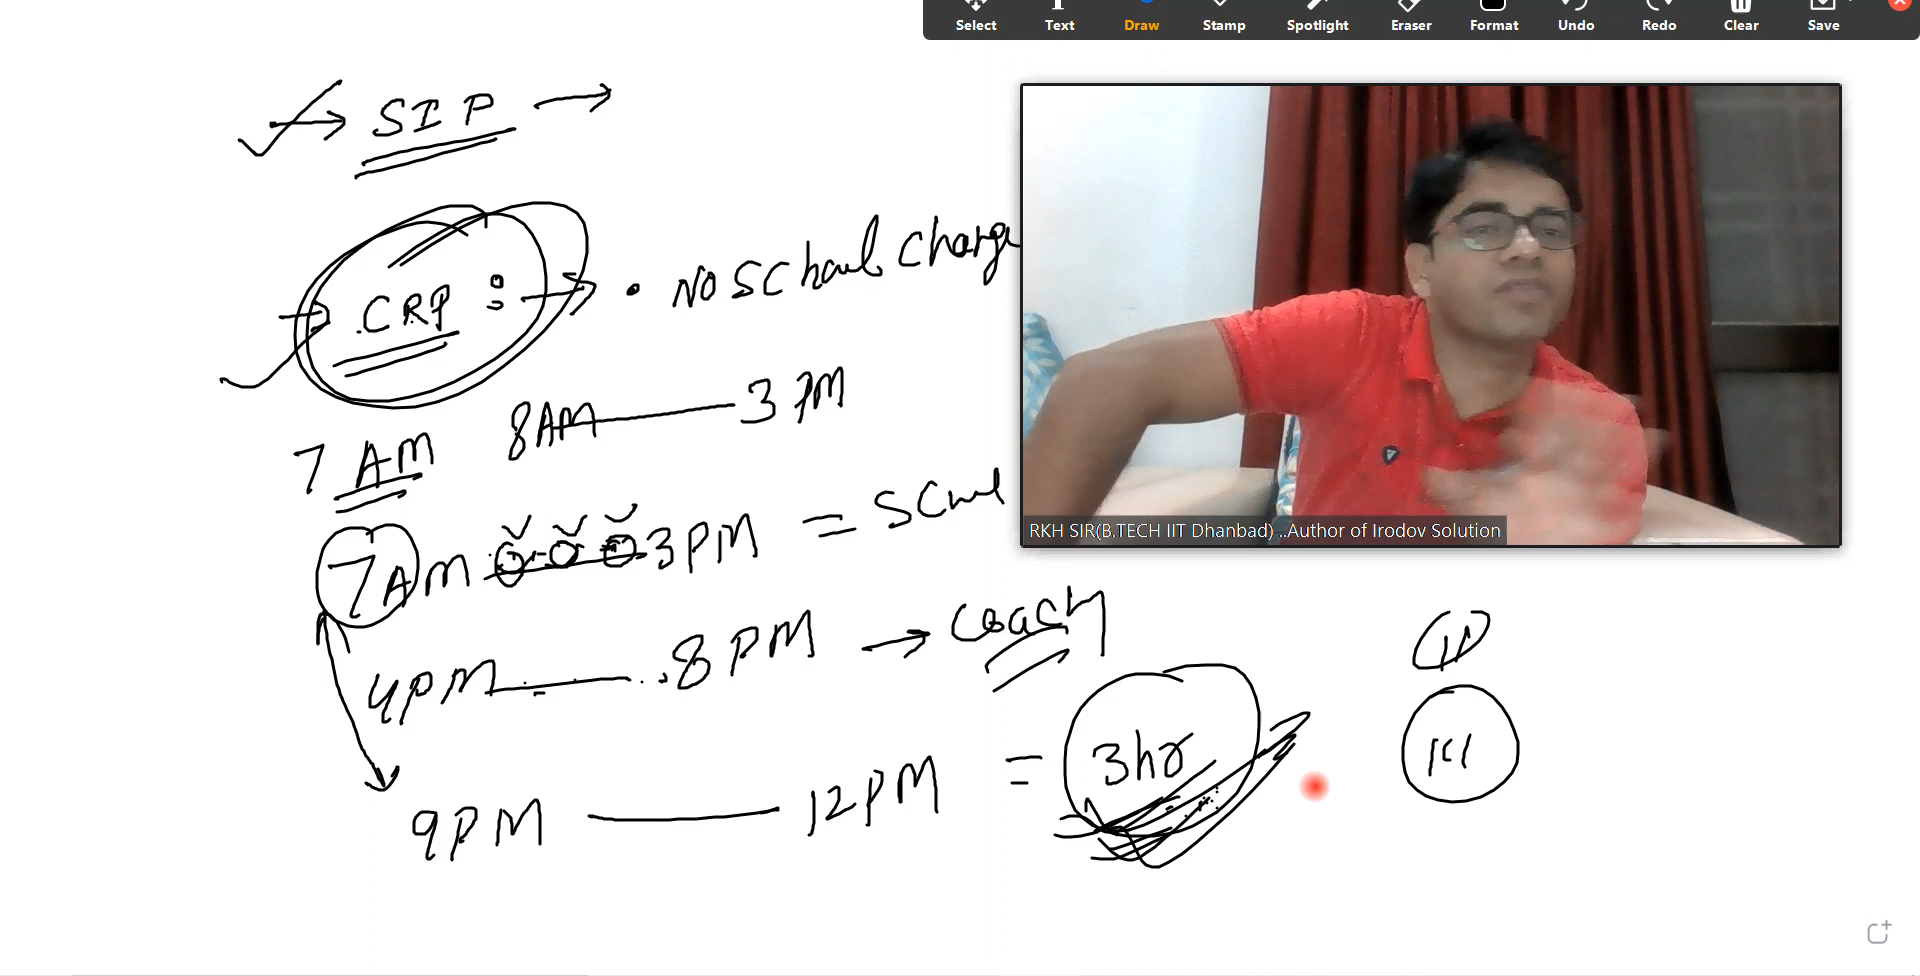 Select Text Draw Stamp Spotlight Eraser Format Undo Redo Clear Save
→ SIP →
CRP : → • NO SChool Charge
8AM — 3 PM
7 AM
7AM 3PM = SChool
4PM — 8 PM → Coach
9PM — 12PM = 3hr
RKH SIR(B.TECH IIT Dhanbad) ..Author of Irodov Solution